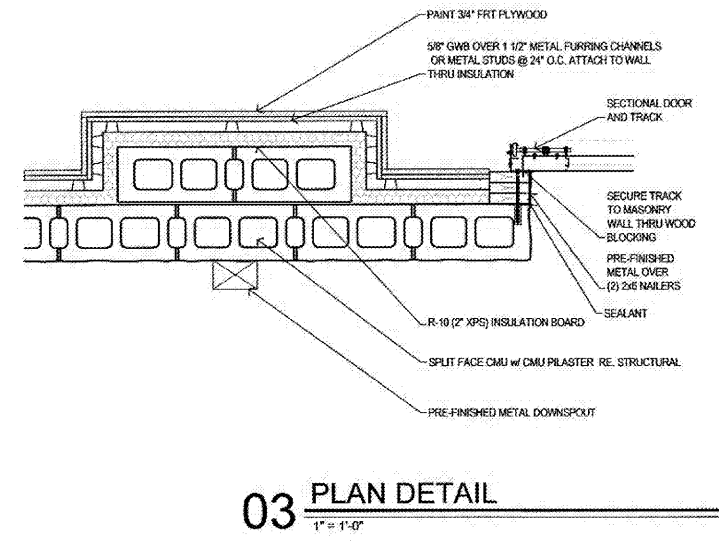 PAINT 3/4" FRT PLYWOOD
5/8" GWB OVER 1 1/2" METAL FURRING CHANNELS
OR METAL STUDS @ 24" O.C. ATTACH TO WALL
THRU INSULATION
SECTIONAL DOOR
AND TRACK
SECURE TRACK
TO MASONRY
WALL THRU WOOD
BLOCKING
PRE-FINISHED
METAL OVER
(2) 2x6 NAILERS
SEALANT
R-10 (2" XPS) INSULATION BOARD
SPLIT FACE CMU w/ CMU PILASTER RE. STRUCTURAL
PRE-FINISHED METAL DOWNSPOUT
03 PLAN DETAIL
1" = 1'-0"